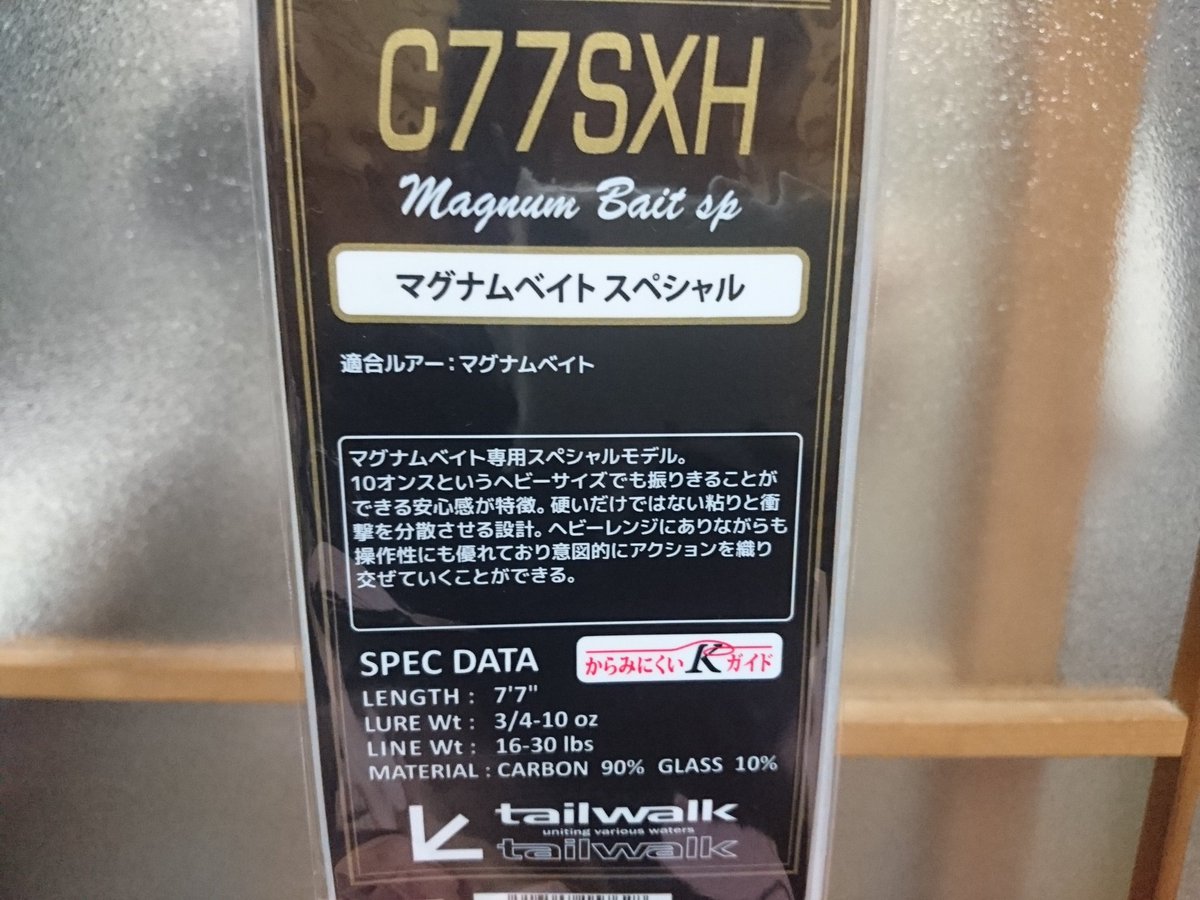 C77SXH
Magnum Bait sp
マグナムベイト スペシャル
適合ルアー：マグナムベイト
マグナムベイト専用スペシャルモデル。
10オンスというヘビーサイズでも振りきることが
できる安心感が特徴。硬いだけではない粘りと衝
撃を分散させる設計。ヘビーレンジにありながらも
操作性にも優れており意図的にアクションを織り
交ぜていくことができる。
SPEC DATA
からみにくいKガイド
LENGTH : 7'7"
LURE Wt : 3/4-10 oz
LINE Wt : 16-30 lbs
MATERIAL : CARBON 90% GLASS 10%
tailwalk
uniting various waters
tailwalk